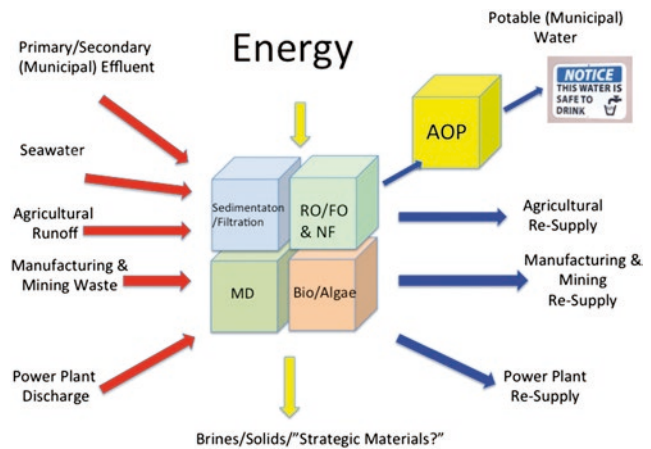 Energy
Primary/Secondary
(Municipal) Effluent
Potable (Municipal)
Water
NOTICE
THIS WATER IS
SAFE TO
DRINK
AOP
Seawater
Sedimentaton
/Filtration
RO/FO
& NF
Agricultural
Runoff
Agricultural
Re-Supply
Manufacturing &
Mining Waste
MD
Bio/Algae
Manufacturing &
Mining
Re-Supply
Power Plant
Discharge
Power Plant
Re-Supply
Brines/Solids/"Strategic Materials?"